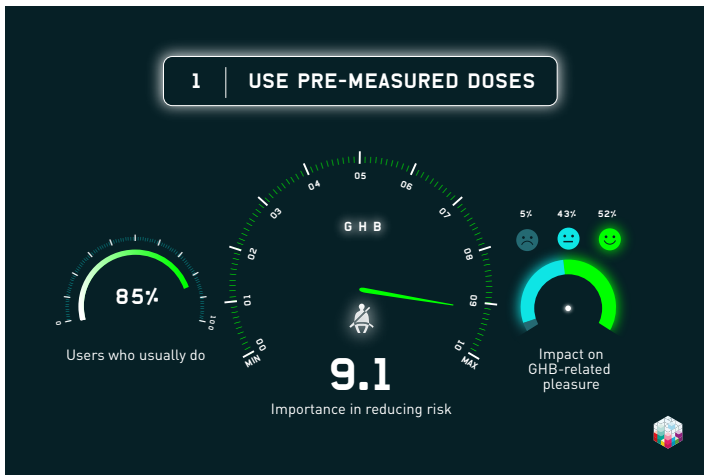 1 | USE PRE-MEASURED DOSES
05
04
06
03
07
02
08
01
09
00
10
MIN
MAX
GHB
5% 43% 52%
85%
0
100
Users who usually do
9.1
Importance in reducing risk
Impact on
GHB-related
pleasure